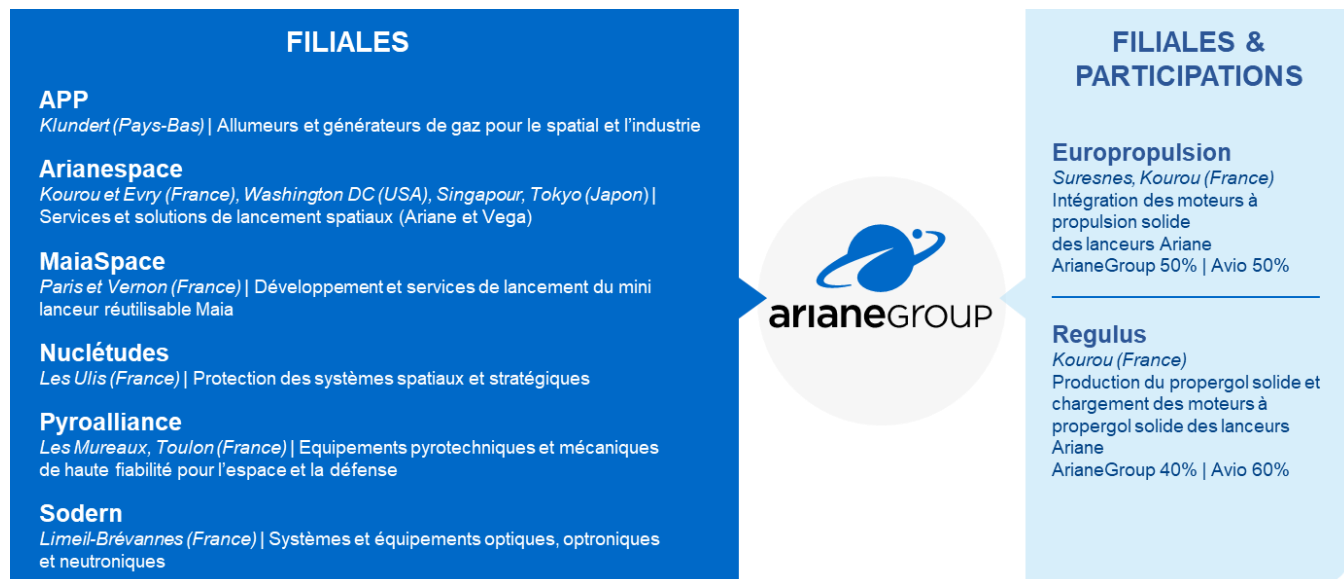 FILIALES
APP
Klundert (Pays-Bas) | Allumeurs et générateurs de gaz pour le spatial et l’industrie
Arianespace
Kourou et Evry (France), Washington DC (USA), Singapour, Tokyo (Japon) |
Services et solutions de lancement spatiaux (Ariane et Vega)
MaiaSpace
Paris et Vernon (France) | Développement et services de lancement du mini
lanceur réutilisable Maia
Nuclétudes
Les Ulis (France) | Protection des systèmes spatiaux et stratégiques
Pyroalliance
Les Mureaux, Toulon (France) | Equipements pyrotechniques et mécaniques
de haute fiabilité pour l’espace et la défense
Sodern
Limeil-Brévannes (France) | Systèmes et équipements optiques, optroniques
et neutroniques
arianeGROUP
FILIALES &
PARTICIPATIONS
Europropulsion
Suresnes, Kourou (France)
Intégration des moteurs à
propulsion solide
des lanceurs Ariane
ArianeGroup 50% | Avio 50%
Regulus
Kourou (France)
Production du propergol solide et
chargement des moteurs à
propergol solide des lanceurs
Ariane
ArianeGroup 40% | Avio 60%